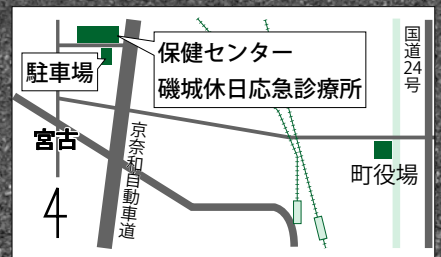 保健センター
磯城休日応急診療所
駐車場
国道24号
宮古
京奈和自動車道
町役場